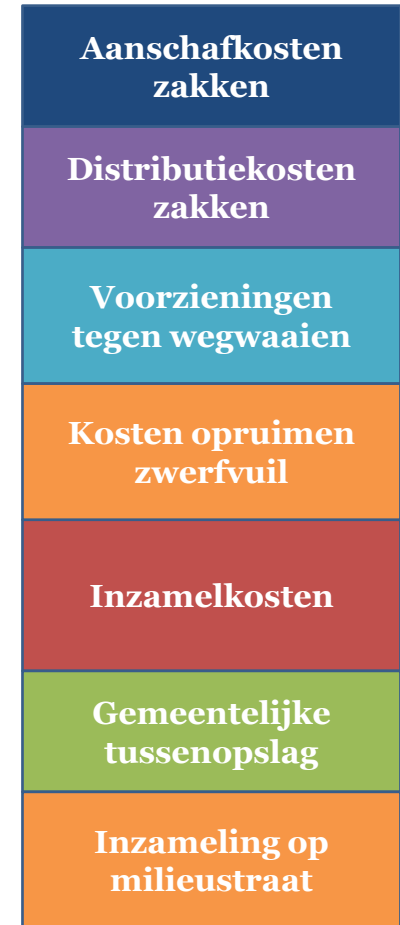 Aanschafkosten
zakken
Distributiekosten
zakken
Voorzieningen
tegen wegwaaien
Kosten opruimen
zwerfvuil
Inzamelkosten
Gemeentelijke
tussenopslag
Inzameling op
milieustraat